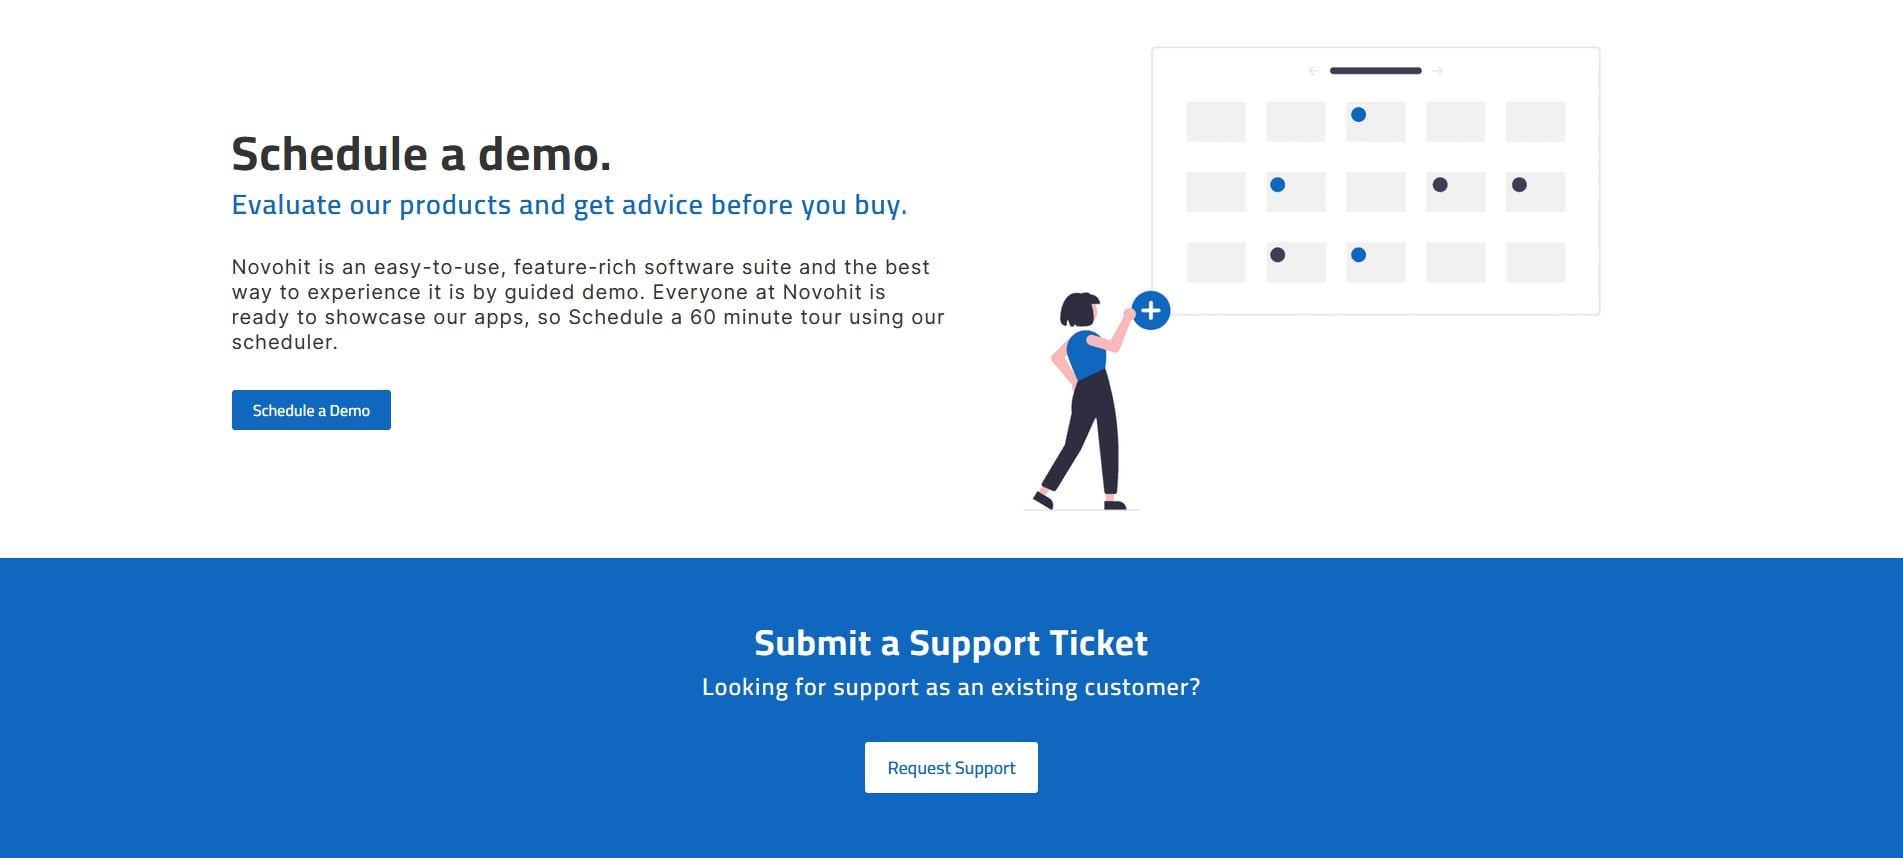 Schedule a demo.
Evaluate our products and get advice before you buy.
Novohit is an easy-to-use, feature-rich software suite and the best
way to experience it is by guided demo. Everyone at Novohit is
ready to showcase our apps, so Schedule a 60 minute tour using our
scheduler.
Schedule a Demo
Submit a Support Ticket
Looking for support as an existing customer?
Request Support